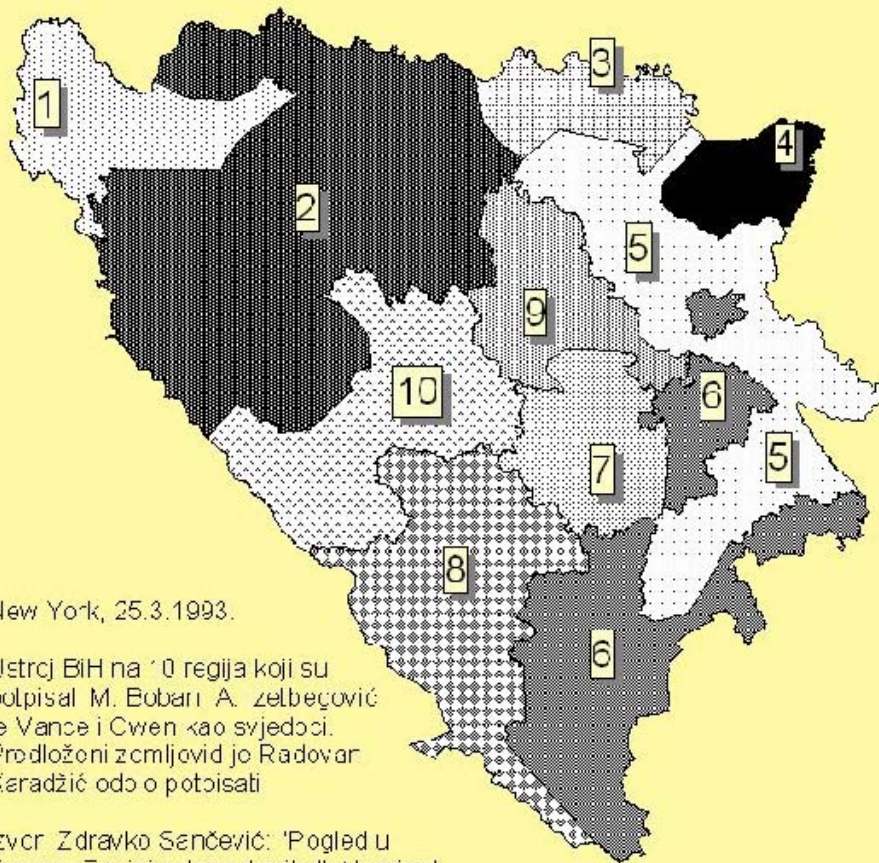 1
3
4
2
5
9
10
6
5
7
8
6
New York, 25.3.1993.
Ustroj BiH na 10 regija koji su
potpisali M. Boban i A. Izetbegović
te Vance i Owen kao svjedoci.
Predloženi zemljovid je Radovan
Karadžić odbio potpisati
Izvor: Zdravko Sančević: 'Pogled u